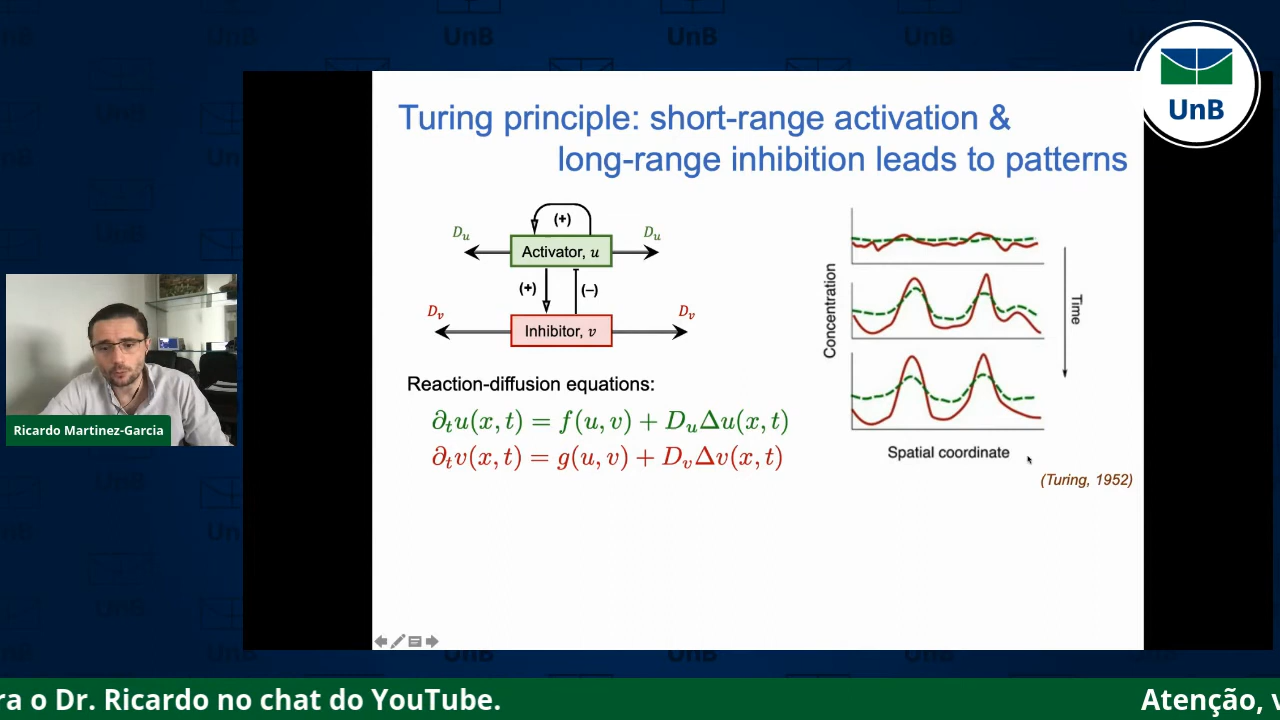 UnB
Turing principle: short-range activation &
long-range inhibition leads to patterns
(+)
D_u
D_u
Activator, u
(+)
(–)
D_v
D_v
Inhibitor, v
Concentration
Time
Spatial coordinate
(Turing, 1952)
Reaction-diffusion equations:
∂_t u(x, t) = f(u, v) + D_u Δu(x, t)
∂_t v(x, t) = g(u, v) + D_v Δv(x, t)
Ricardo Martinez-Garcia
ra o Dr. Ricardo no chat do YouTube.
Atenção, v